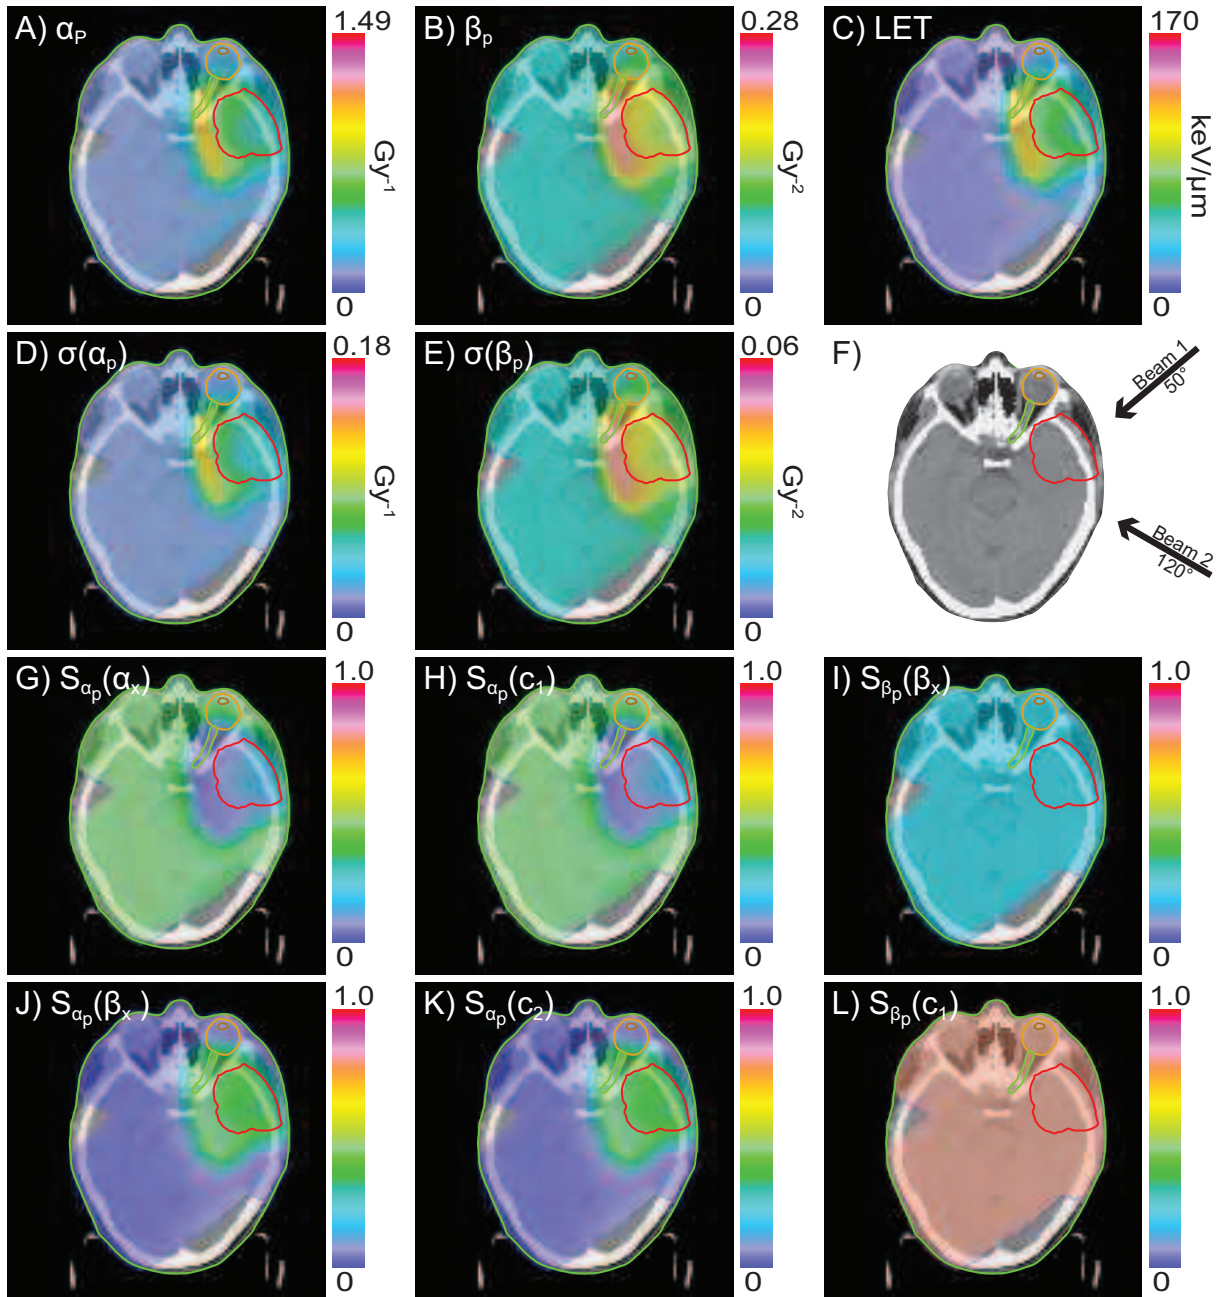 A) αP 1.49 Gy⁻¹ 0
B) βp 0.28 Gy⁻² 0
C) LET 170 keV/μm 0
D) σ(αp) 0.18 Gy⁻¹ 0
E) σ(βp) 0.06 Gy⁻² 0
F) Beam 1 50° Beam 2 120°
G) Sαp(αx) 1.0 0
H) Sαp(c1) 1.0 0
I) Sβp(βx) 1.0 0
J) Sαp(βx) 1.0 0
K) Sαp(c2) 1.0 0
L) Sβp(c1) 1.0 0